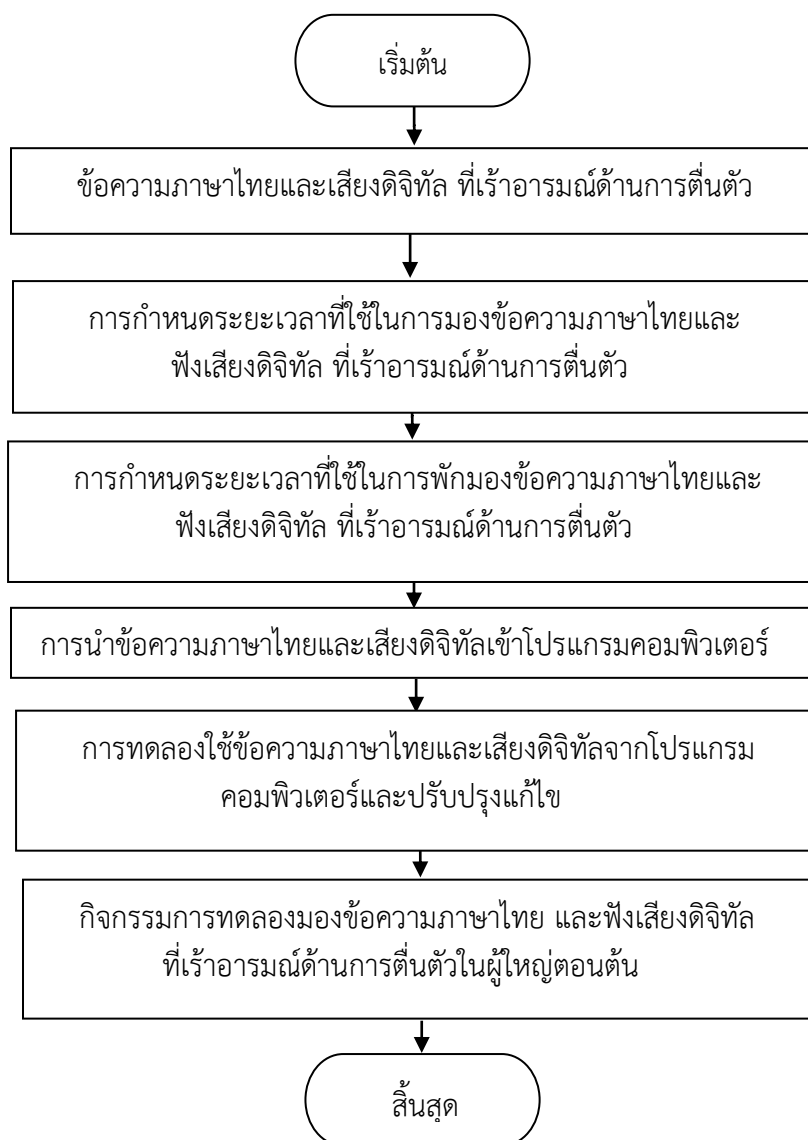 เริ่มต้น
ข้อความภาษาไทยและเสียงดิจิทัล ที่เร้าอารมณ์ด้านการตื่นตัว
การกำหนดระยะเวลาที่ใช้ในการมองข้อความภาษาไทยและ
ฟังเสียงดิจิทัล ที่เร้าอารมณ์ด้านการตื่นตัว
การกำหนดระยะเวลาที่ใช้ในการพักมองข้อความภาษาไทยและ
ฟังเสียงดิจิทัล ที่เร้าอารมณ์ด้านการตื่นตัว
การนำข้อความภาษาไทยและเสียงดิจิทัลเข้าโปรแกรมคอมพิวเตอร์
การทดลองใช้ข้อความภาษาไทยและเสียงดิจิทัลจากโปรแกรม
คอมพิวเตอร์และปรับปรุงแก้ไข
กิจกรรมการทดลองมองข้อความภาษาไทย และฟังเสียงดิจิทัล
ที่เร้าอารมณ์ด้านการตื่นตัวในผู้ใหญ่ตอนต้น
สิ้นสุด